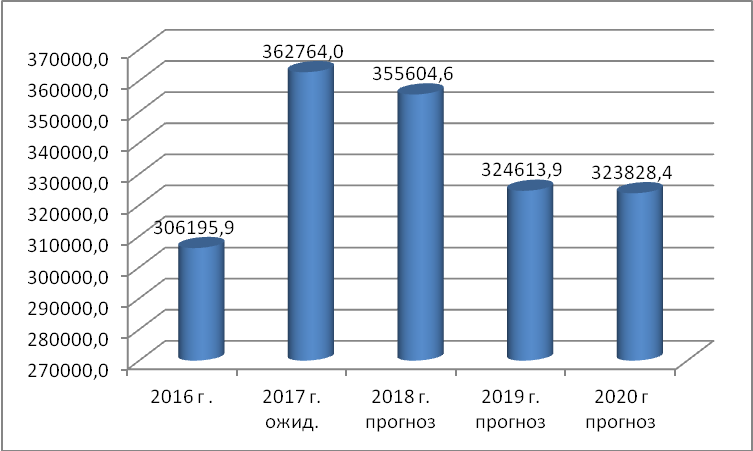 370000,0
360000,0
350000,0
340000,0
330000,0
320000,0
310000,0
300000,0
290000,0
280000,0
270000,0
306195,9
362764,0
355604,6
324613,9
323828,4
2016 г .
2017 г.
ожид.
2018 г.
прогноз
2019 г.
прогноз
2020 г
прогноз